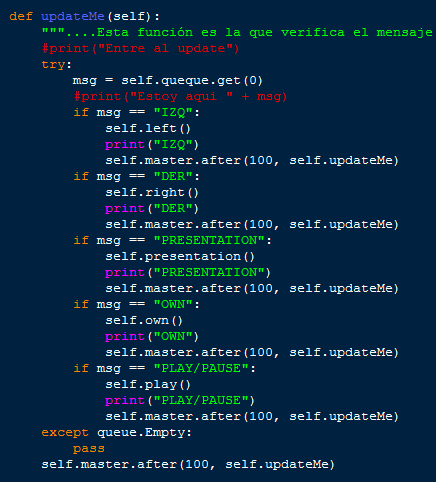 def updateMe(self):
    """....Esta función es la que verifica el mensaje
    #print("Entre al update")
    try:
        msg = self.queque.get(0)
        #print("Estoy aqui " + msg)
        if msg == "IZQ":
            self.left()
            print("IZQ")
            self.master.after(100, self.updateMe)
        if msg == "DER":
            self.right()
            print("DER")
            self.master.after(100, self.updateMe)
        if msg == "PRESENTATION":
            self.presentation()
            print("PRESENTATION")
            self.master.after(100, self.updateMe)
        if msg == "OWN":
            self.own()
            print("OWN")
            self.master.after(100, self.updateMe)
        if msg == "PLAY/PAUSE":
            self.play()
            print("PLAY/PAUSE")
            self.master.after(100, self.updateMe)
    except queue.Empty:
        pass
    self.master.after(100, self.updateMe)